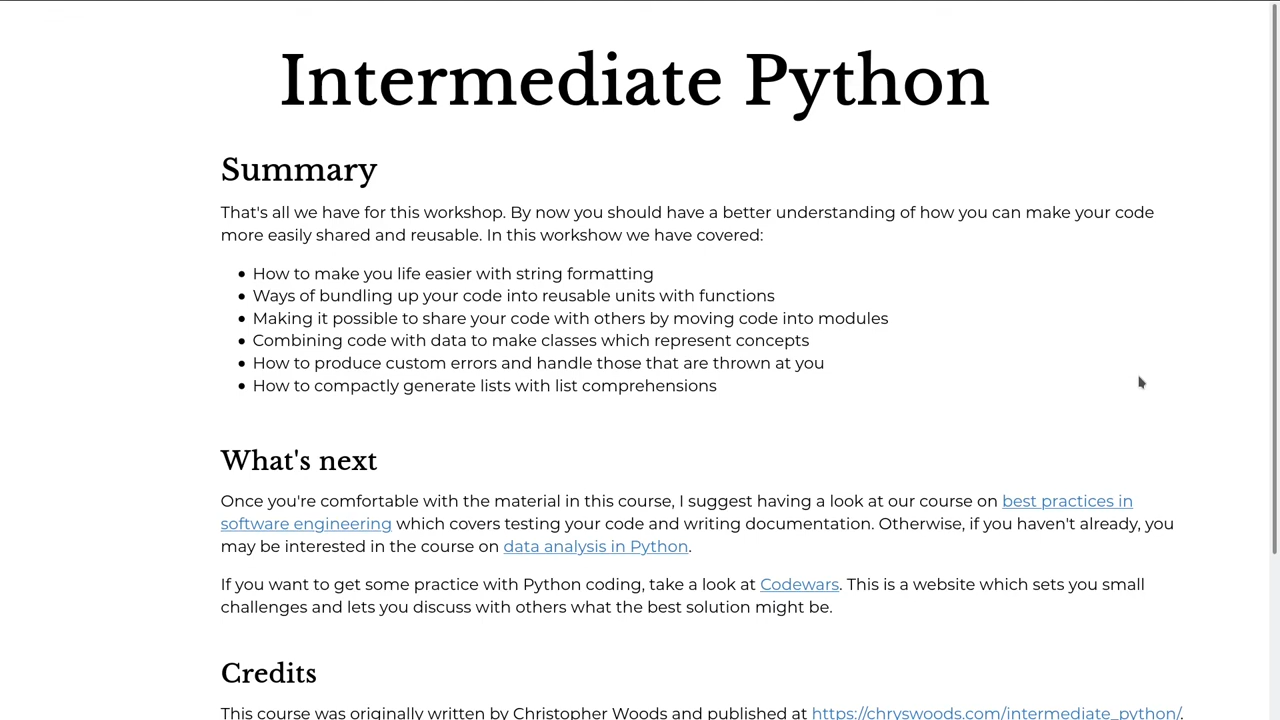 Intermediate Python
Summary
That's all we have for this workshop. By now you should have a better understanding of how you can make your code
more easily shared and reusable. In this workshow we have covered:
• How to make you life easier with string formatting
• Ways of bundling up your code into reusable units with functions
• Making it possible to share your code with others by moving code into modules
• Combining code with data to make classes which represent concepts
• How to produce custom errors and handle those that are thrown at you
• How to compactly generate lists with list comprehensions
What's next
Once you're comfortable with the material in this course, I suggest having a look at our course on best practices in
software engineering which covers testing your code and writing documentation. Otherwise, if you haven't already, you
may be interested in the course on data analysis in Python.
If you want to get some practice with Python coding, take a look at Codewars. This is a website which sets you small
challenges and lets you discuss with others what the best solution might be.
Credits
This course was originally written by Christopher Woods and published at https://chryswoods.com/intermediate_python/.